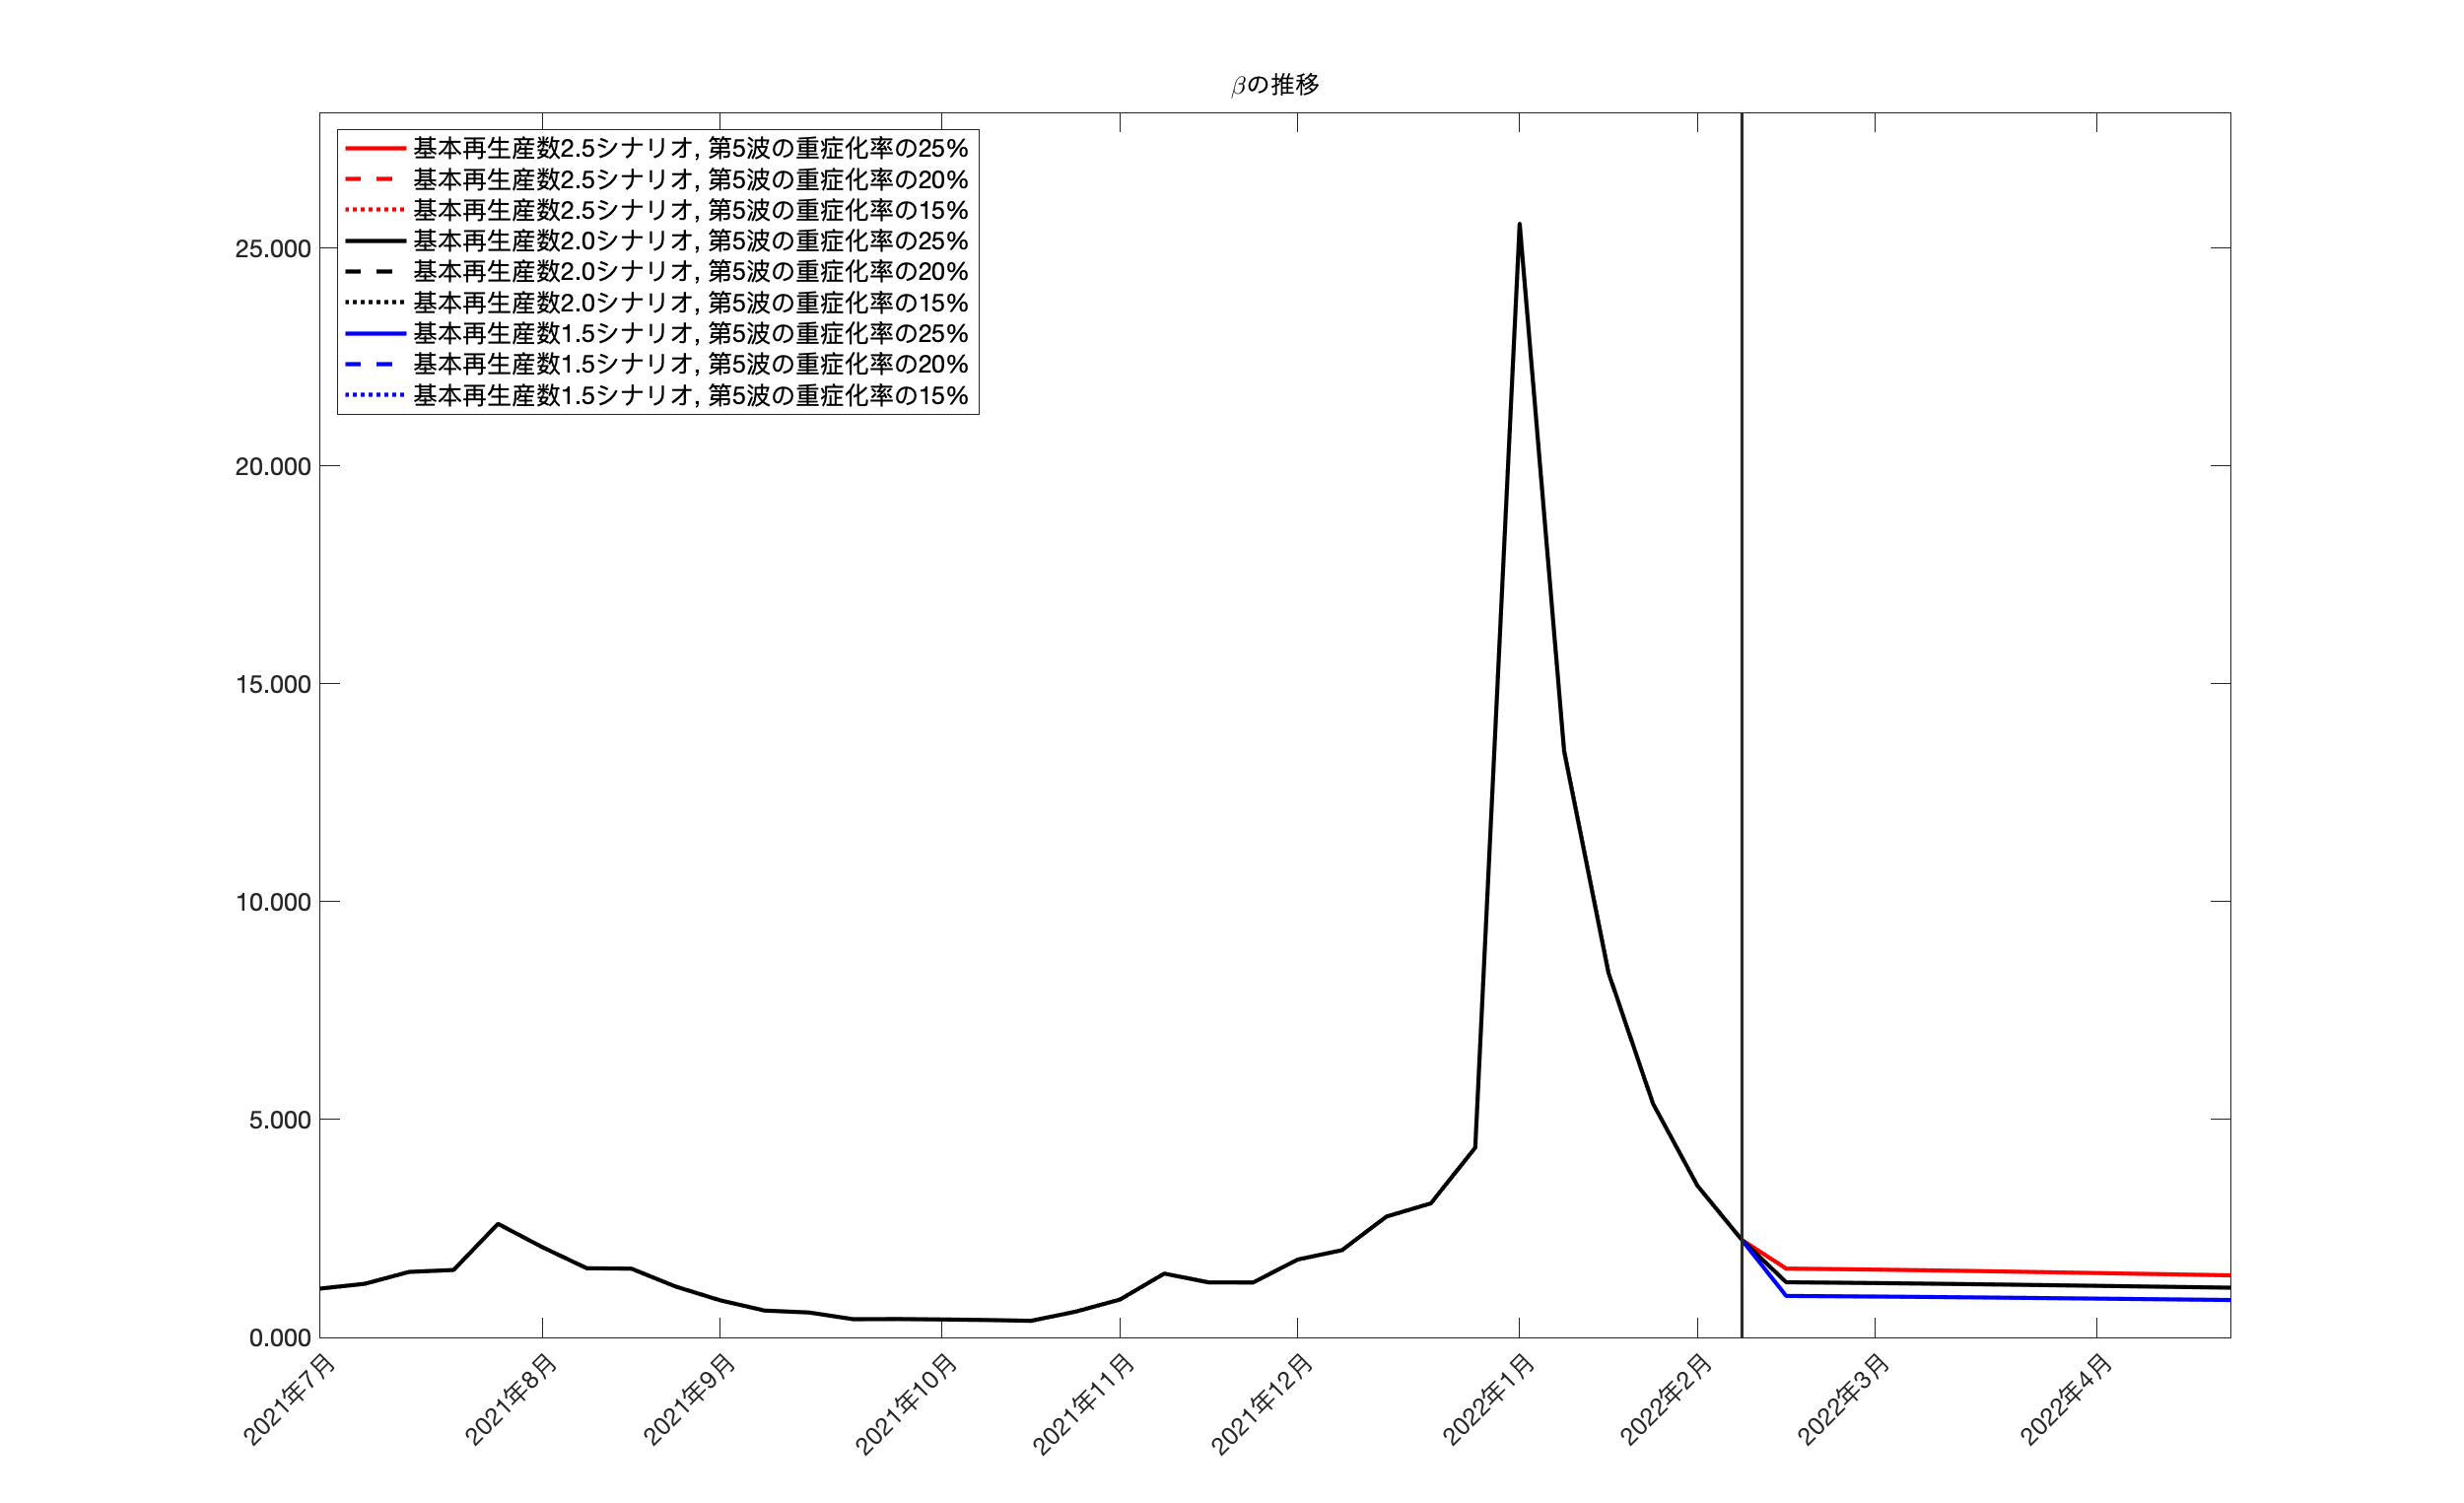 βの推移
基本再生産数2.5シナリオ, 第5波の重症化率の25%
基本再生産数2.5シナリオ, 第5波の重症化率の20%
基本再生産数2.5シナリオ, 第5波の重症化率の15%
基本再生産数2.0シナリオ, 第5波の重症化率の25%
基本再生産数2.0シナリオ, 第5波の重症化率の20%
基本再生産数2.0シナリオ, 第5波の重症化率の15%
基本再生産数1.5シナリオ, 第5波の重症化率の25%
基本再生産数1.5シナリオ, 第5波の重症化率の20%
基本再生産数1.5シナリオ, 第5波の重症化率の15%
25.000
20.000
15.000
10.000
5.000
0.000
2021年7月
2021年8月
2021年9月
2021年10月
2021年11月
2021年12月
2022年1月
2022年2月
2022年3月
2022年4月